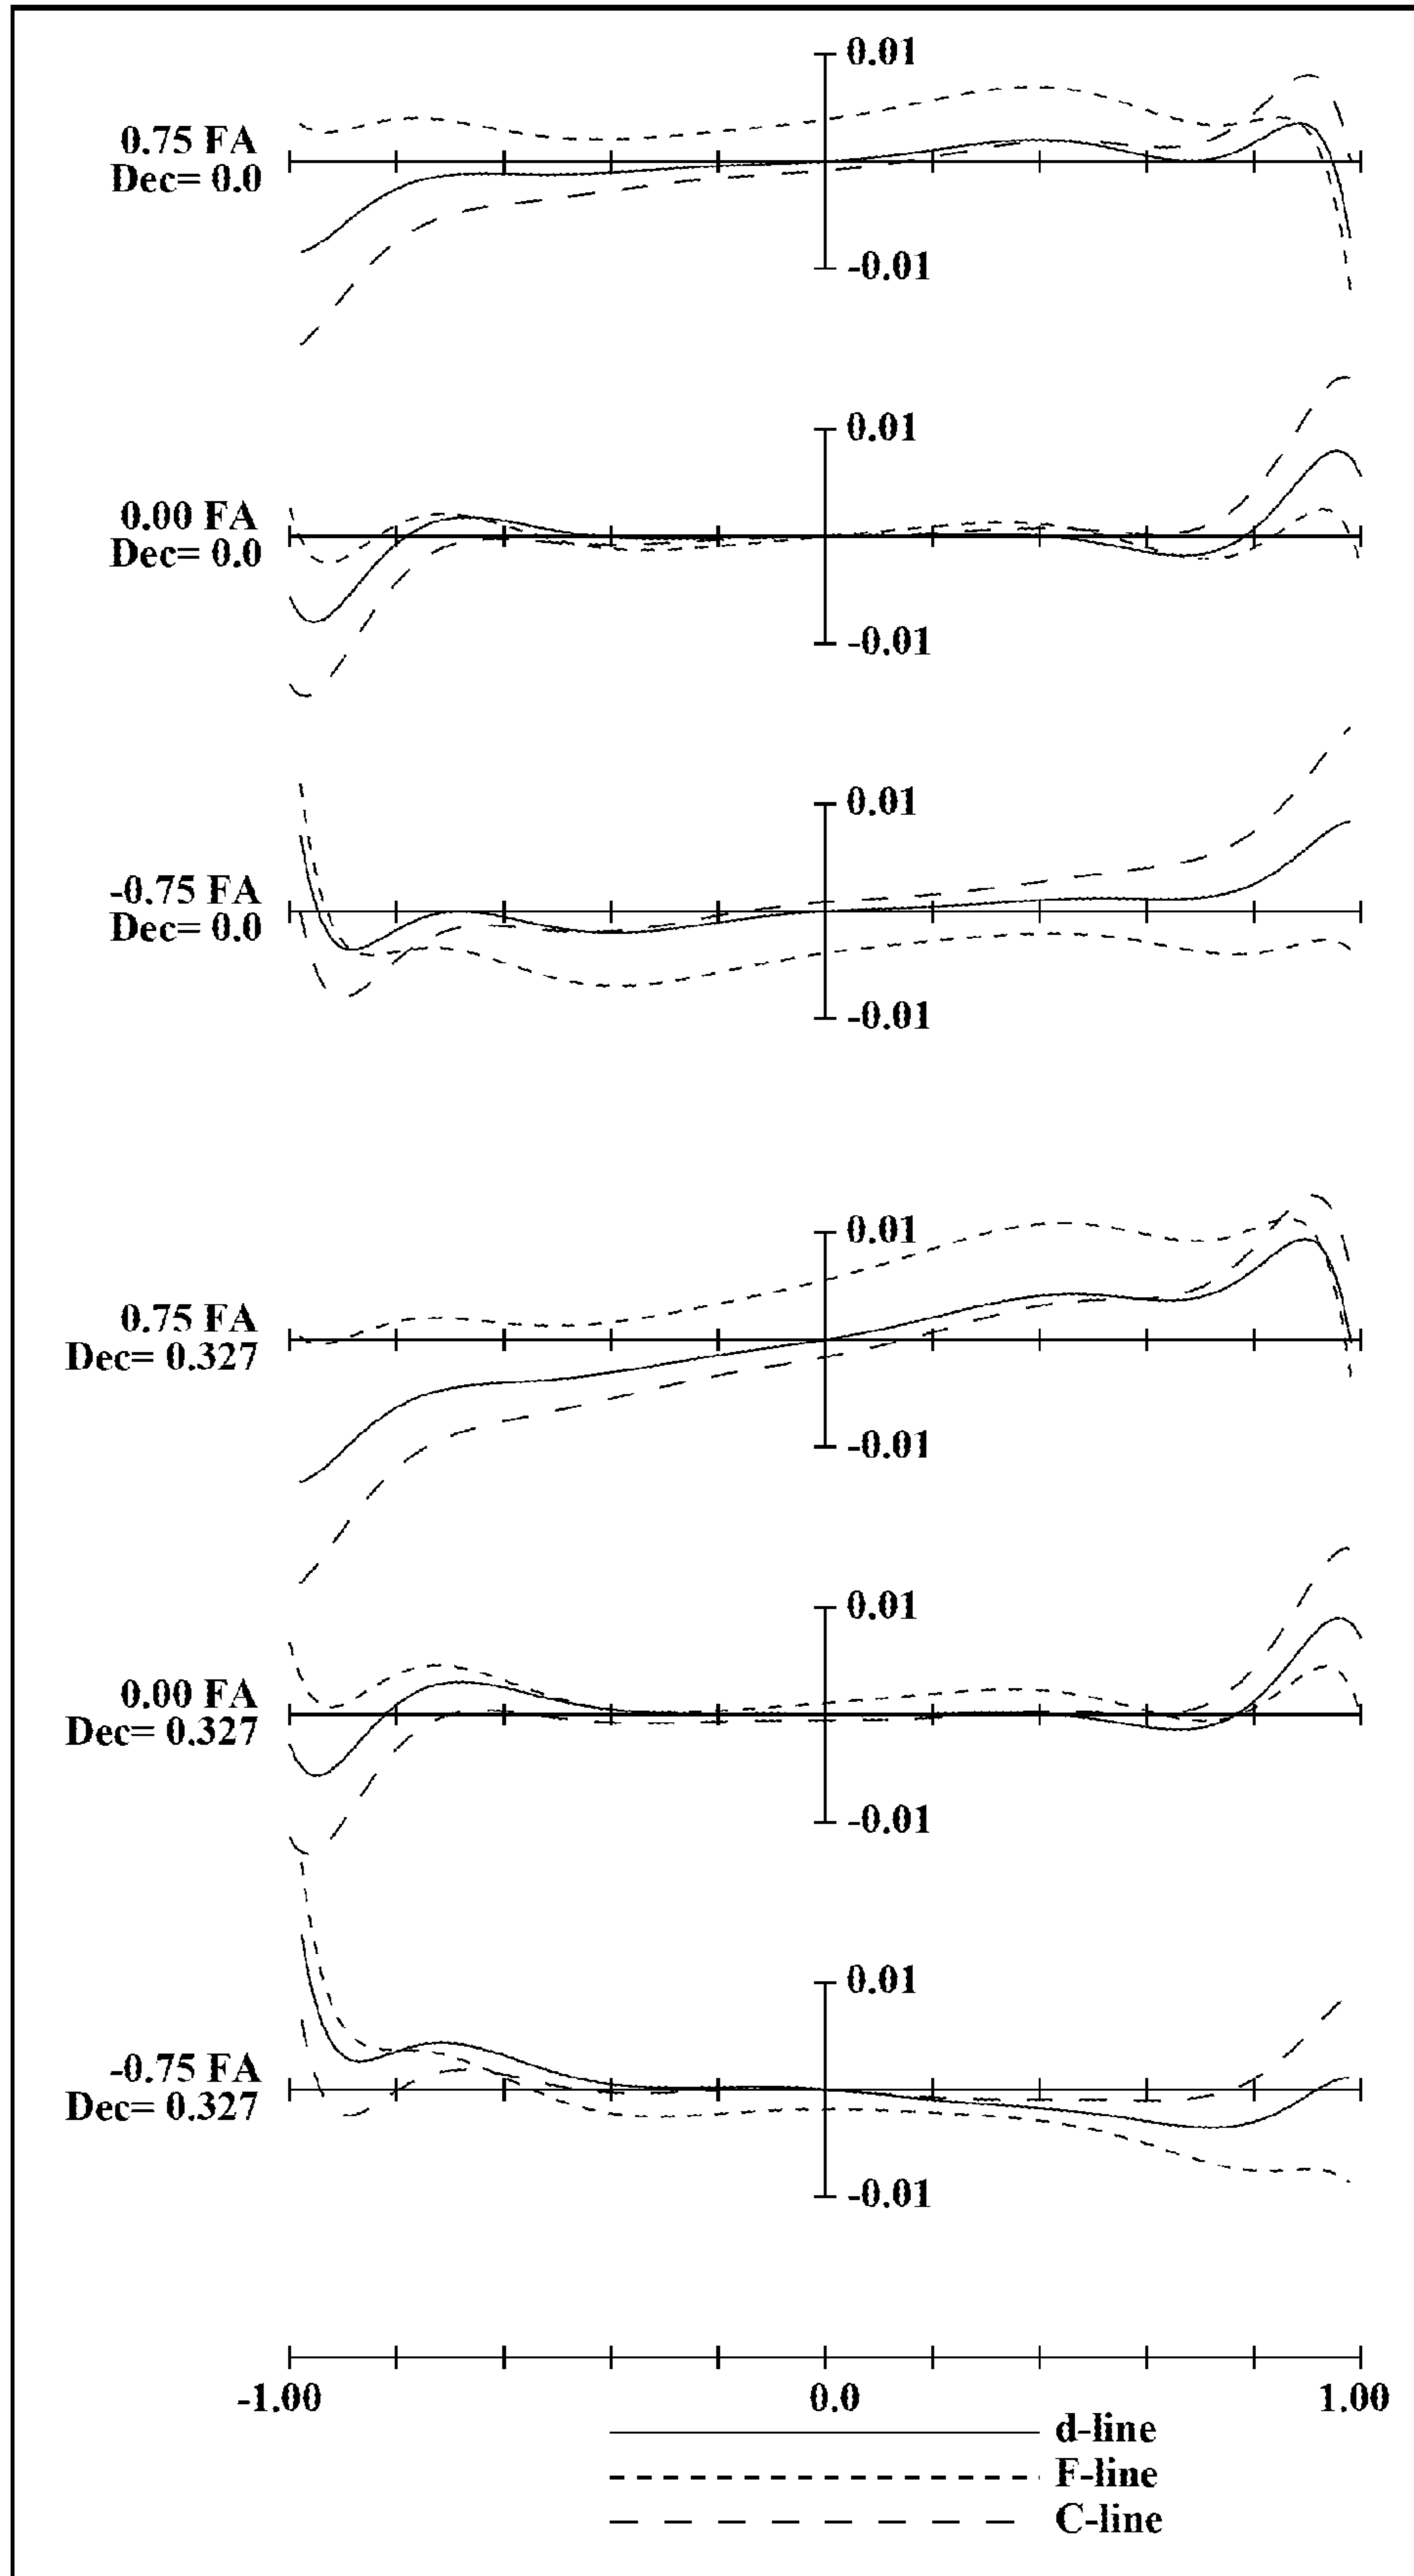 0.01
0.75 FA
Dec= 0.0
-0.01
0.01
0.00 FA
Dec= 0.0
-0.01
0.01
-0.75 FA
Dec= 0.0
-0.01
0.01
0.75 FA
Dec= 0.327
-0.01
0.01
0.00 FA
Dec= 0.327
-0.01
0.01
-0.75 FA
Dec= 0.327
-0.01
-1.00 0.0 1.00
d-line
F-line
C-line